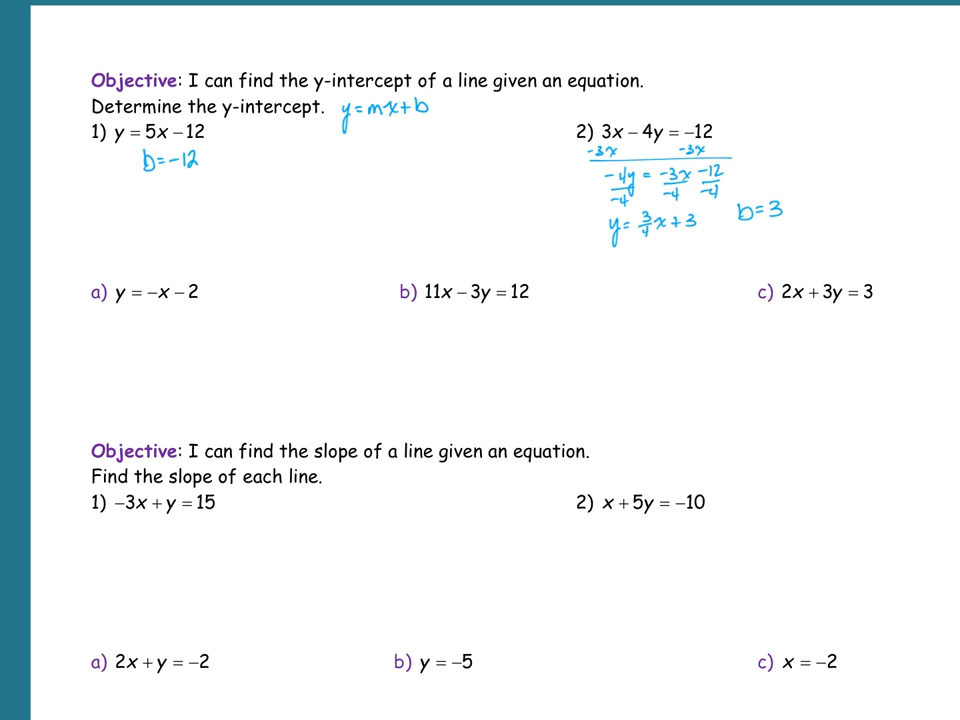 Objective: I can find the y-intercept of a line given an equation.
Determine the y-intercept. y = mx + b
1) y = 5x − 12
b = −12
2) 3x − 4y = −12
-3x -3x
-4y/-4 = -3x/-4 -12/-4
y = 3/4 x + 3
b = 3
a) y = −x − 2
b) 11x − 3y = 12
c) 2x + 3y = 3
Objective: I can find the slope of a line given an equation.
Find the slope of each line.
1) −3x + y = 15
2) x + 5y = −10
a) 2x + y = −2
b) y = −5
c) x = −2